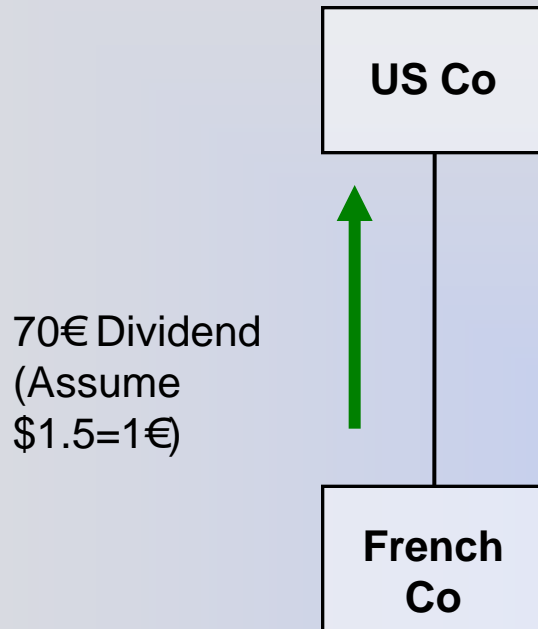 US Co
70€ Dividend
(Assume
$1.5=1€)
French
Co